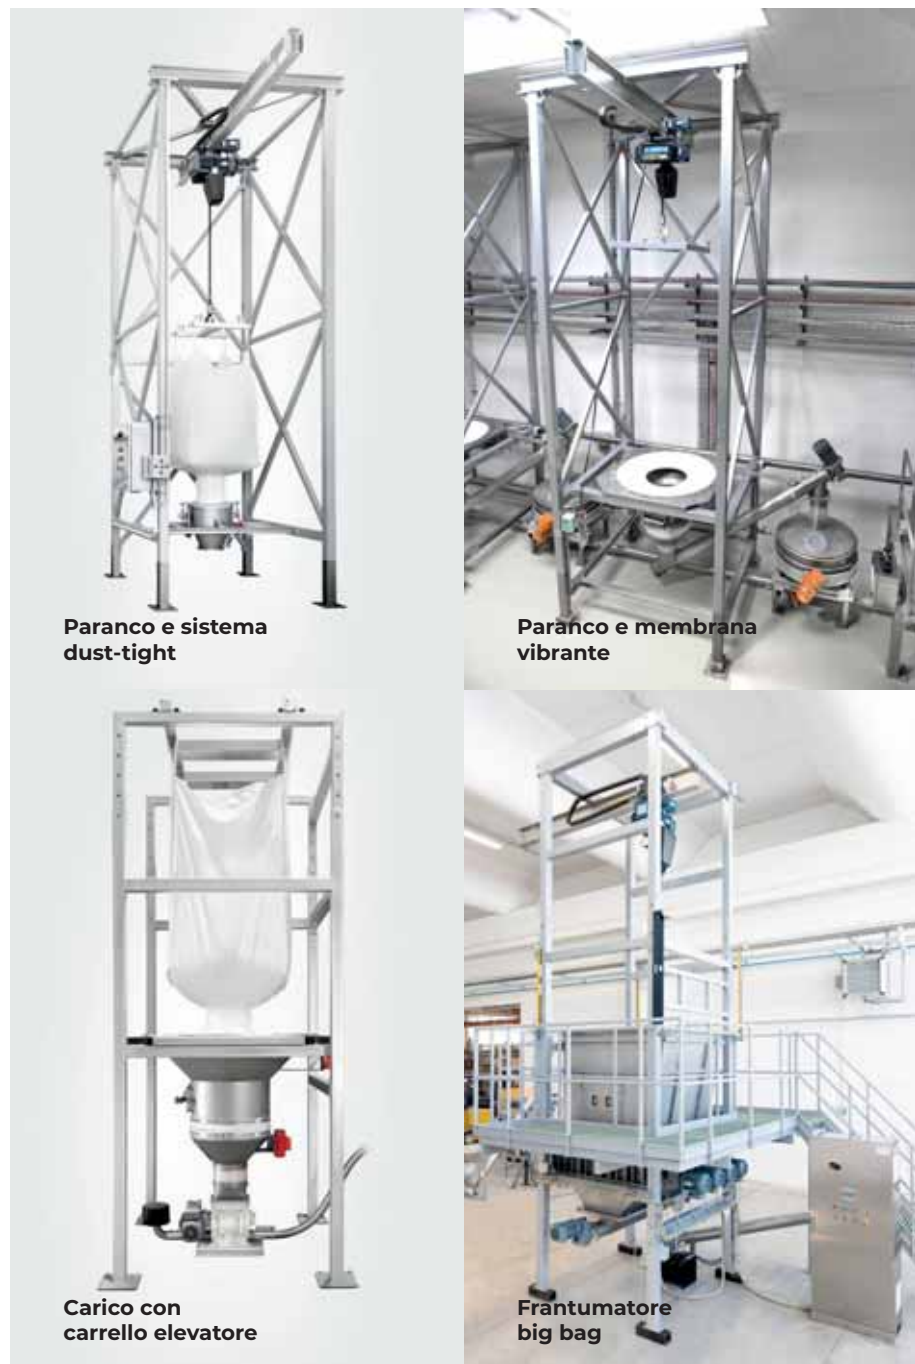 Paranco e sistema
dust-tight
Paranco e membrana
vibrante
Carico con
carrello elevatore
Frantumatore
big bag